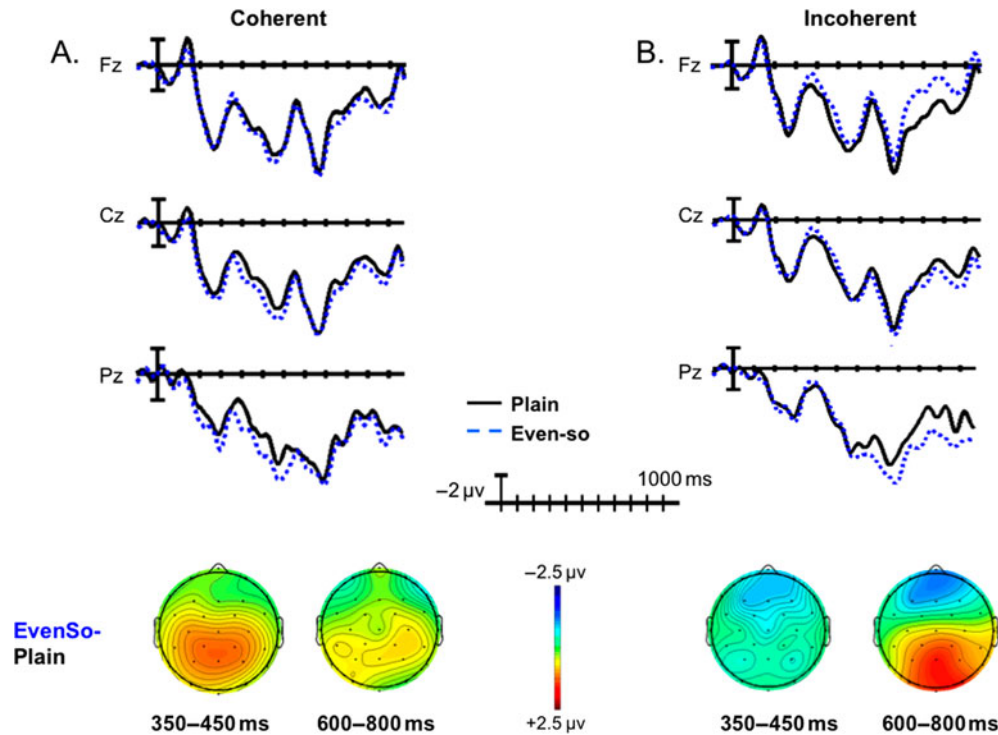 Coherent
Incoherent
A.
B.
Fz
Fz
Cz
Cz
Pz
Pz
Plain
Even-so
–2 μv
1000 ms
–2.5 μv
EvenSo-
Plain
+2.5 μv
350–450 ms
600–800 ms
350–450 ms
600–800 ms